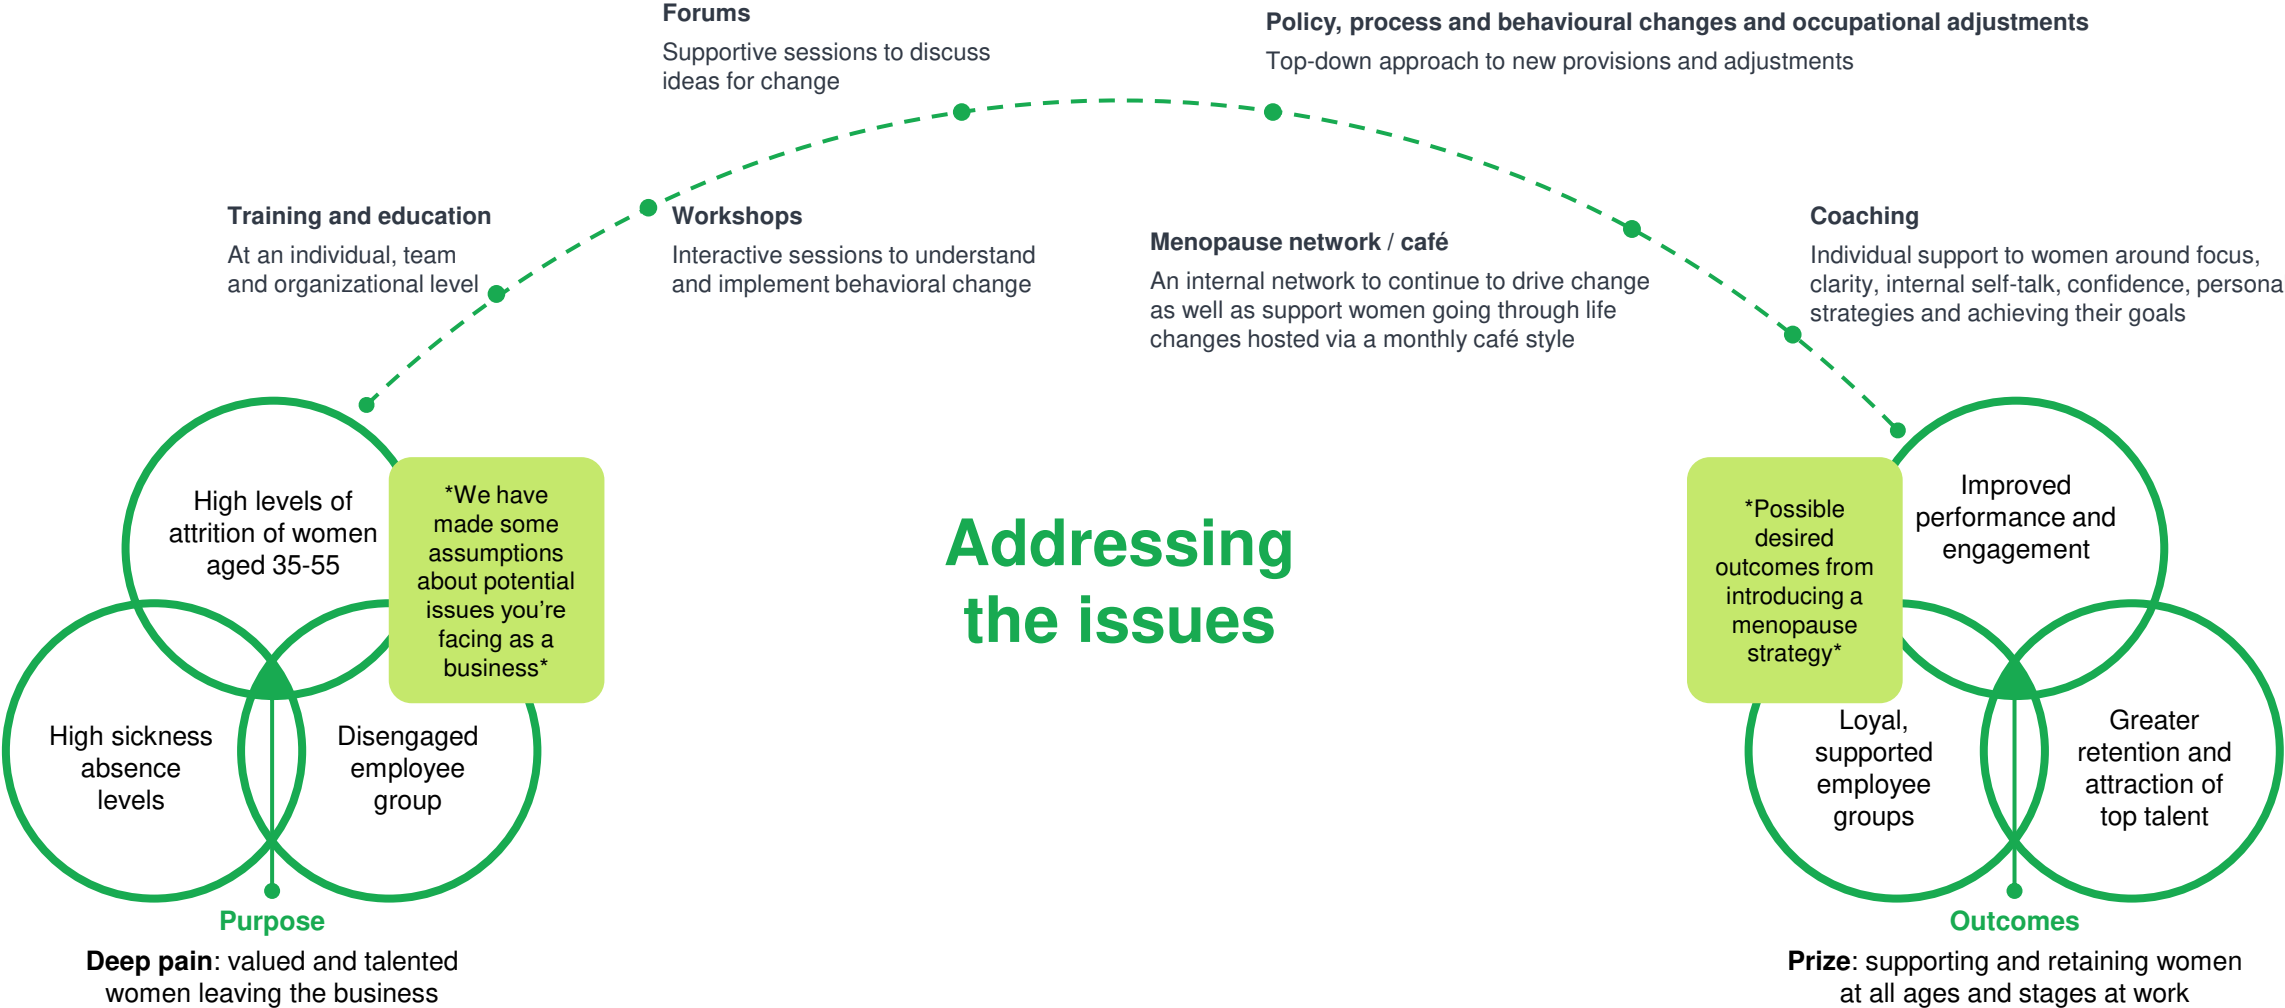 Forums
Supportive sessions to discuss
ideas for change
Policy, process and behavioural changes and occupational adjustments
Top-down approach to new provisions and adjustments
Training and education
At an individual, team
and organizational level
Workshops
Interactive sessions to understand
and implement behavioral change
Menopause network / café
An internal network to continue to drive change
as well as support women going through life
changes hosted via a monthly café style
Coaching
Individual support to women around focus,
clarity, internal self-talk, confidence, persona
strategies and achieving their goals
High levels of
attrition of women
aged 35-55
*We have
made some
assumptions
about potential
issues you’re
facing as a
business*
High sickness
absence
levels
Disengaged
employee
group
Purpose
Deep pain: valued and talented
women leaving the business
Addressing
the issues
*Possible
desired
outcomes from
introducing a
menopause
strategy*
Improved
performance and
engagement
Loyal,
supported
employee
groups
Greater
retention and
attraction of
top talent
Outcomes
Prize: supporting and retaining women
at all ages and stages at work